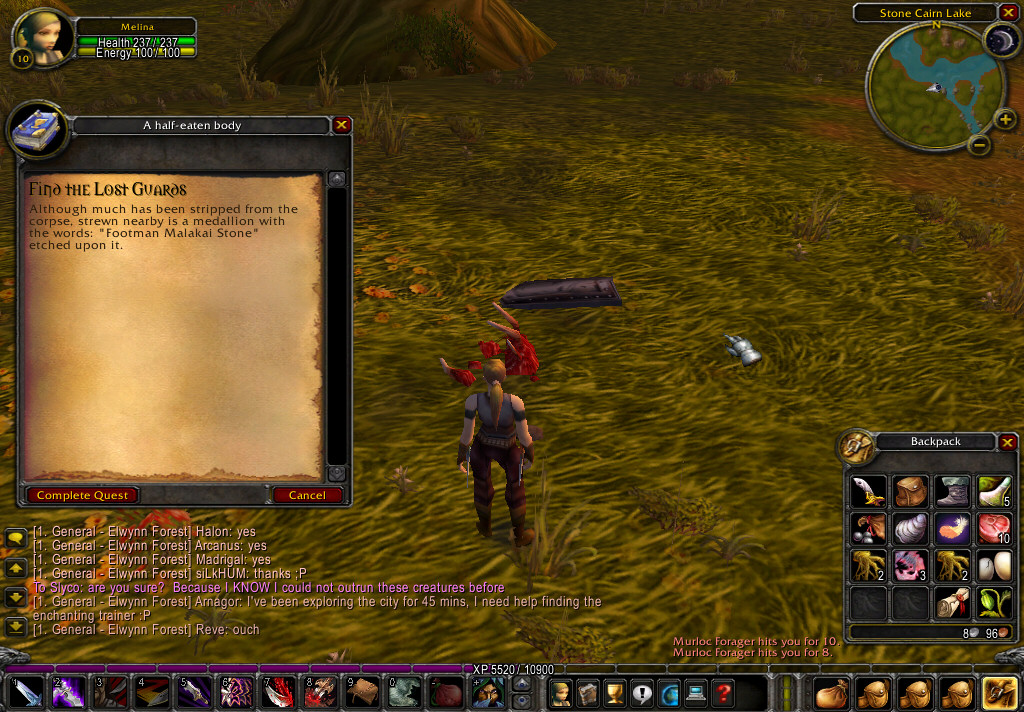 Melina
Health 237 / 237
Energy 100 / 100
10
Stone Cairn Lake
N
A half-eaten body
Find the Lost Guards
Although much has been stripped from the
corpse, strewn nearby is a medallion with
the words: "Footman Malakai Stone"
etched upon it.
Complete Quest
Cancel
Backpack
5
10
2
3
2
8 96
[1. General - Elwynn Forest] Halon: yes
[1. General - Elwynn Forest] Arcanus: yes
[1. General - Elwynn Forest] Madrigal: yes
[1. General - Elwynn Forest] siLkHUM: thanks ;P
To Slyco: are you sure? Because I KNOW I could not outrun these creatures before
[1. General - Elwynn Forest] Arnagor: I've been exploring the city for 45 mins, I need help finding the
enchanting trainer :P
[1. General - Elwynn Forest] Reve: ouch
Murloc Forager hits you for 10.
Murloc Forager hits you for 8.
XP 5520 / 10900
1 2 3 4 5 6 7 8 9 0 - +